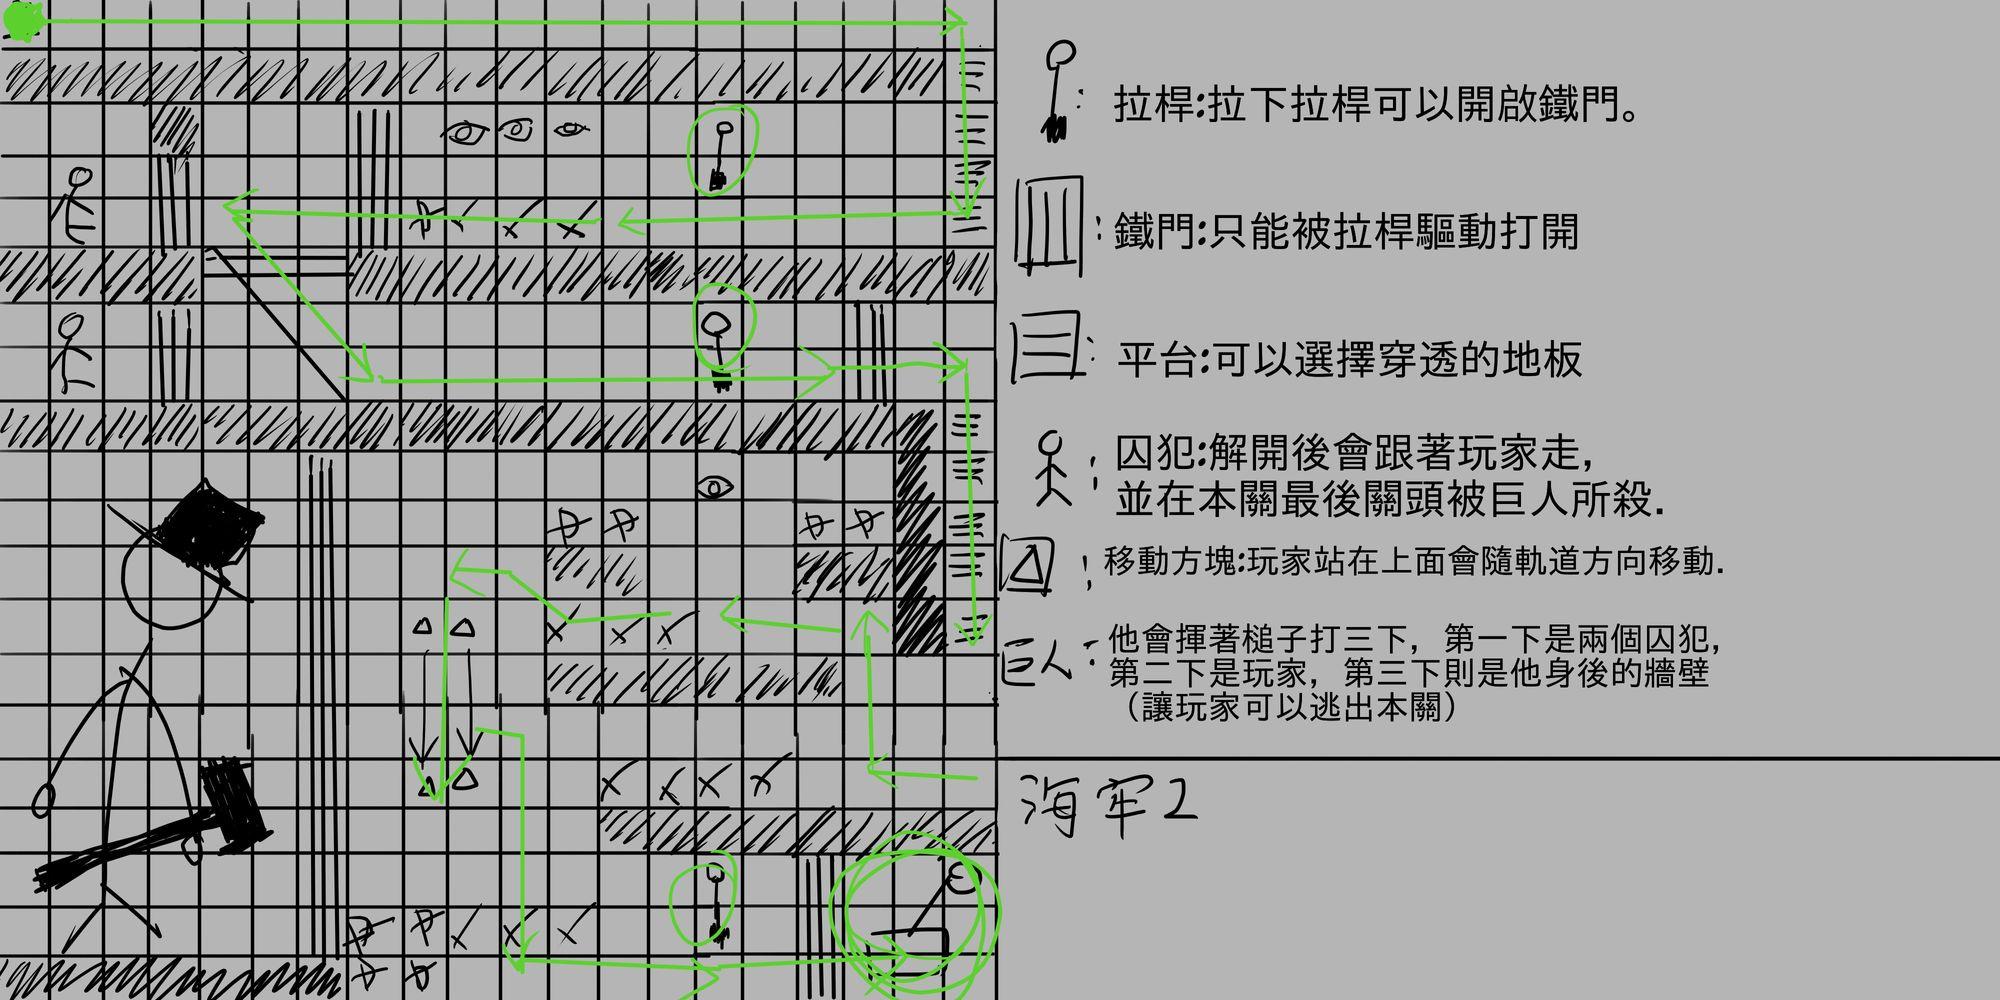 拉桿:拉下拉桿可以開啟鐵門。
鐵門:只能被拉桿驅動打開
平台:可以選擇穿透的地板
囚犯:解開後會跟著玩家走,
並在本關最後關頭被巨人所殺.
移動方塊:玩家站在上面會隨軌道方向移動.
巨人:他會揮著槌子打三下，第一下是兩個囚犯，
第二下是玩家，第三下則是他身後的牆壁
（讓玩家可以逃出本關）
海牢2